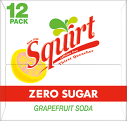 12
PACK
Squirt
ZERO SUGAR
GRAPEFRUIT SODA